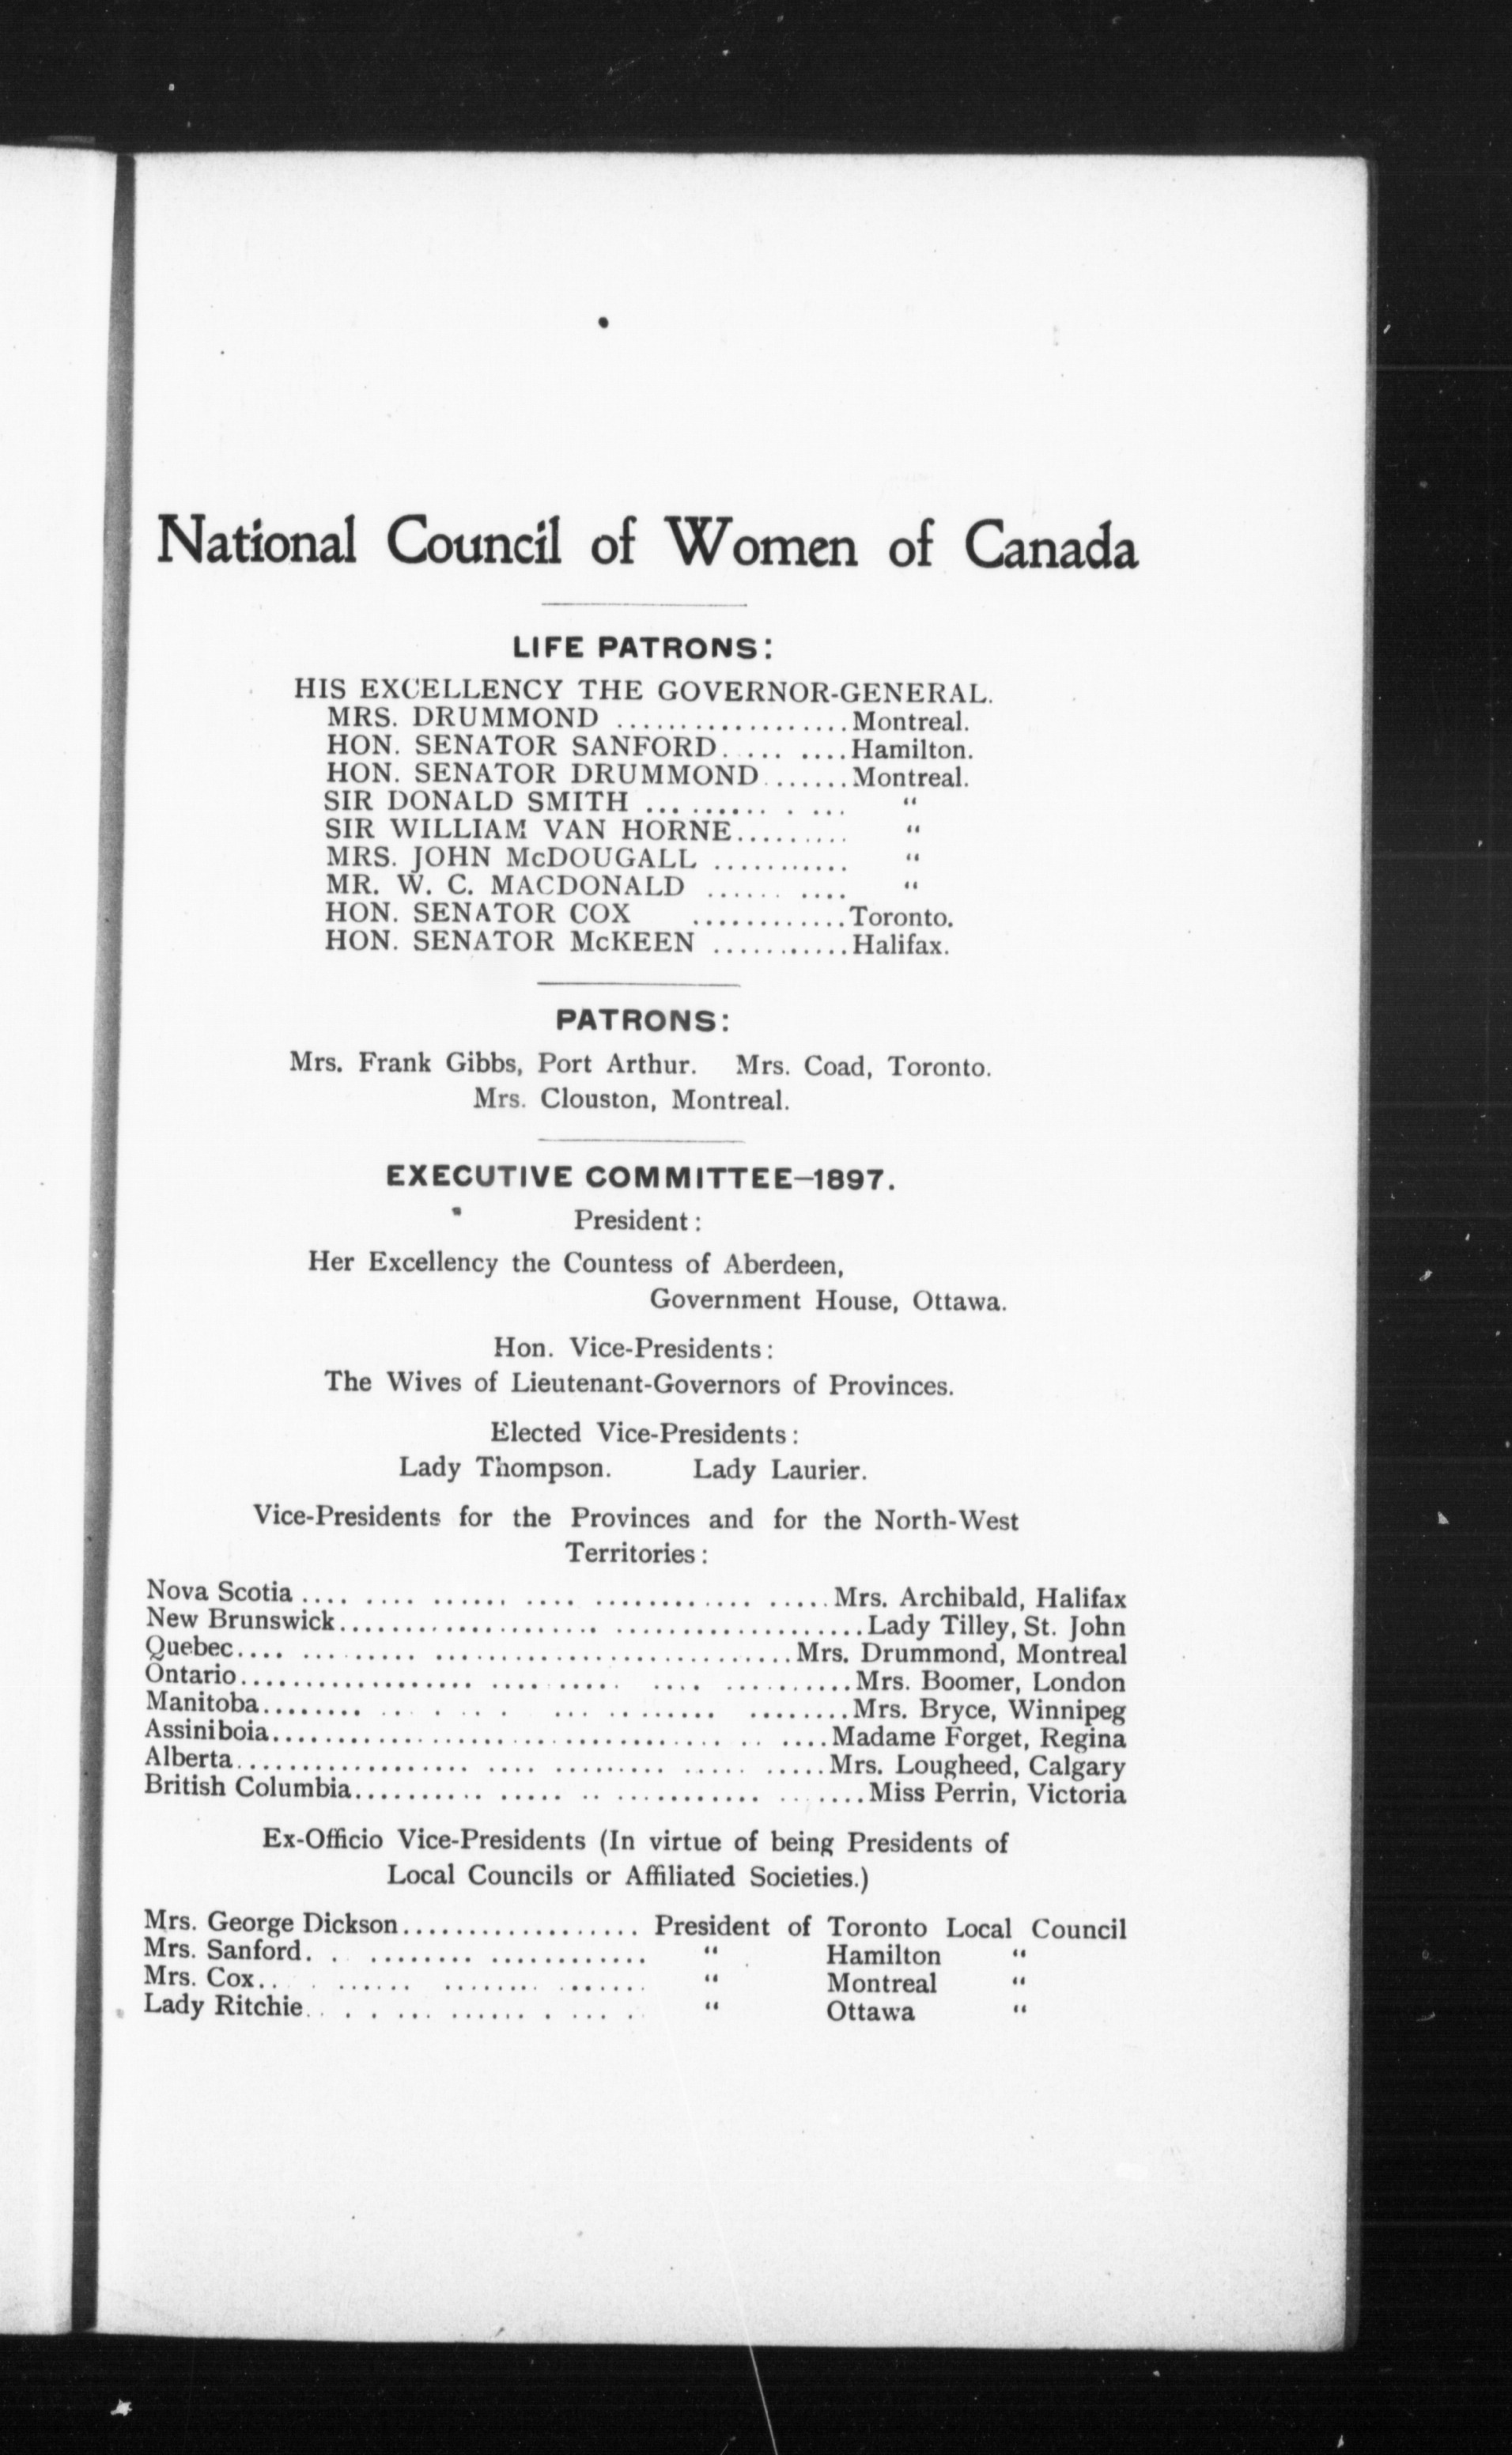 National Council of Women of Canada
LIFE PATRONS:
HIS EXCELLENCY THE GOVERNOR-GENERAL.
MRS. DRUMMOND ..................Montreal.
HON. SENATOR SANFORD..... ....Hamilton.
HON. SENATOR DRUMMOND.......Montreal.
SIR DONALD SMITH ... ....... . ... “
SIR WILLIAM VAN HORNE......... “
MRS. JOHN McDOUGALL ........... “
MR. W. C. MACDONALD ...... .... “
HON. SENATOR COX ............Toronto.
HON. SENATOR McKEEN ...........Halifax.
PATRONS:
Mrs. Frank Gibbs, Port Arthur. Mrs. Coad, Toronto.
Mrs. Clouston, Montreal.
EXECUTIVE COMMITTEE–1897.
President:
Her Excellency the Countess of Aberdeen,
Government House, Ottawa.
Hon. Vice-Presidents:
The Wives of Lieutenant-Governors of Provinces.
Elected Vice-Presidents:
Lady Thompson. Lady Laurier.
Vice-Presidents for the Provinces and for the North-West
Territories:
Nova Scotia .... .... ...... .... ............ .....Mrs. Archibald, Halifax
New Brunswick.................... ...................Lady Tilley, St. John
Quebec.... ......... ............................Mrs. Drummond, Montreal
Ontario.................. .......... .... ..........Mrs. Boomer, London
Manitoba........ . . . . ... ........ ........Mrs. Bryce, Winnipeg
Assiniboia................................... . . ....Madame Forget, Regina
Alberta.................. .... ......... ..... .....Mrs. Lougheed, Calgary
British Columbia.......... ..... .. ........... .......Miss Perrin, Victoria
Ex-Officio Vice-Presidents (In virtue of being Presidents of
Local Councils or Affiliated Societies.)
Mrs. George Dickson.................. President of Toronto Local Council
Mrs. Sanford. . ........ ............ “ Hamilton “
Mrs. Cox.. . ...... ....... ....... “ Montreal “
Lady Ritchie. . . . ... ...... . ... . “ Ottawa “